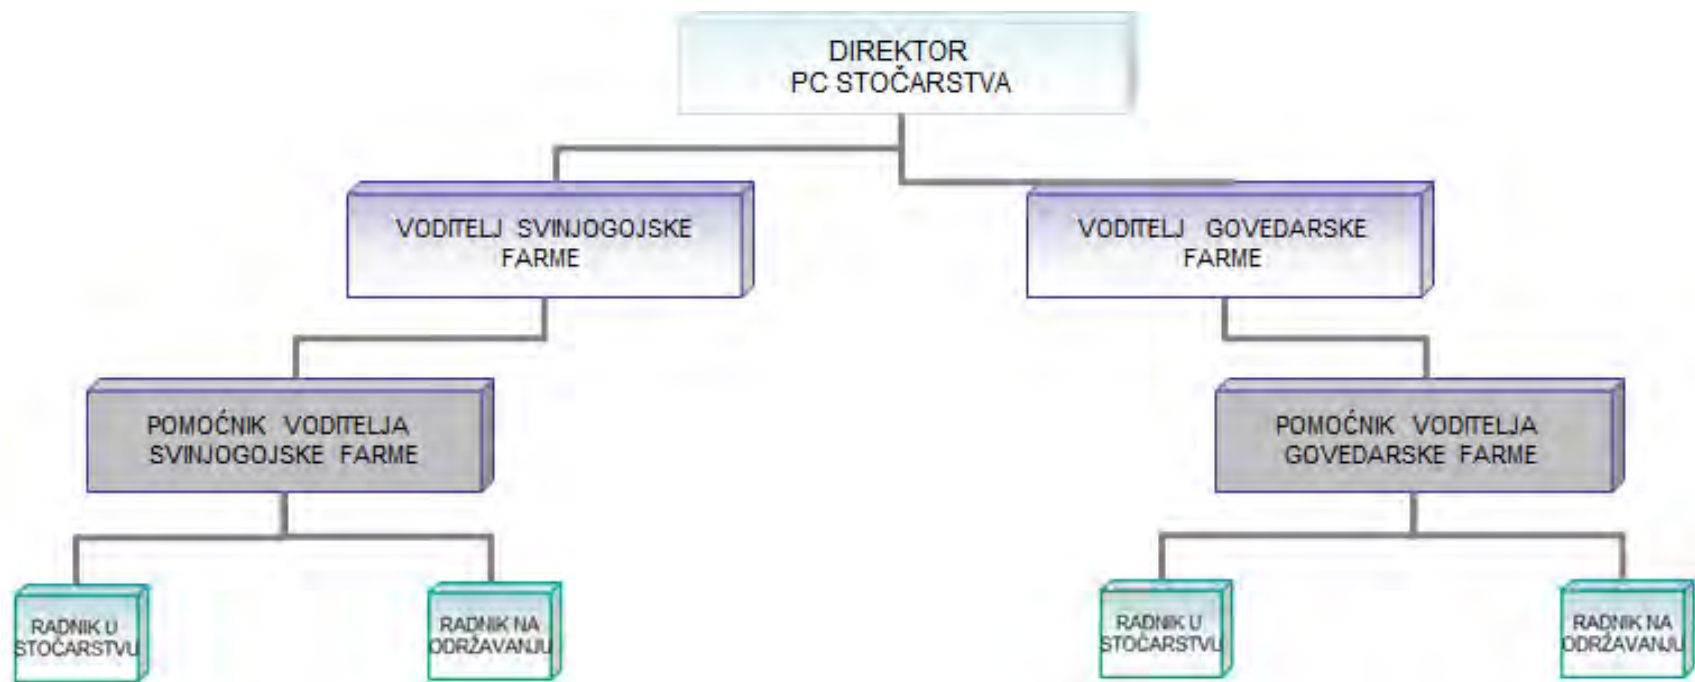 DIREKTOR
PC STOČARSTVA
VODITELJ SVINJOGOJSKE
FARME
VODITELJ GOVEDARSKE
FARME
POMOĆNIK VODITELJA
SVINJOGOJSKE FARME
POMOĆNIK VODITELJA
GOVEDARSKE FARME
RADNIK U
STOČARSTVU
RADNIK NA
ODRŽAVANJU
RADNIK U
STOČARSTVU
RADNIK NA
ODRŽAVANJU